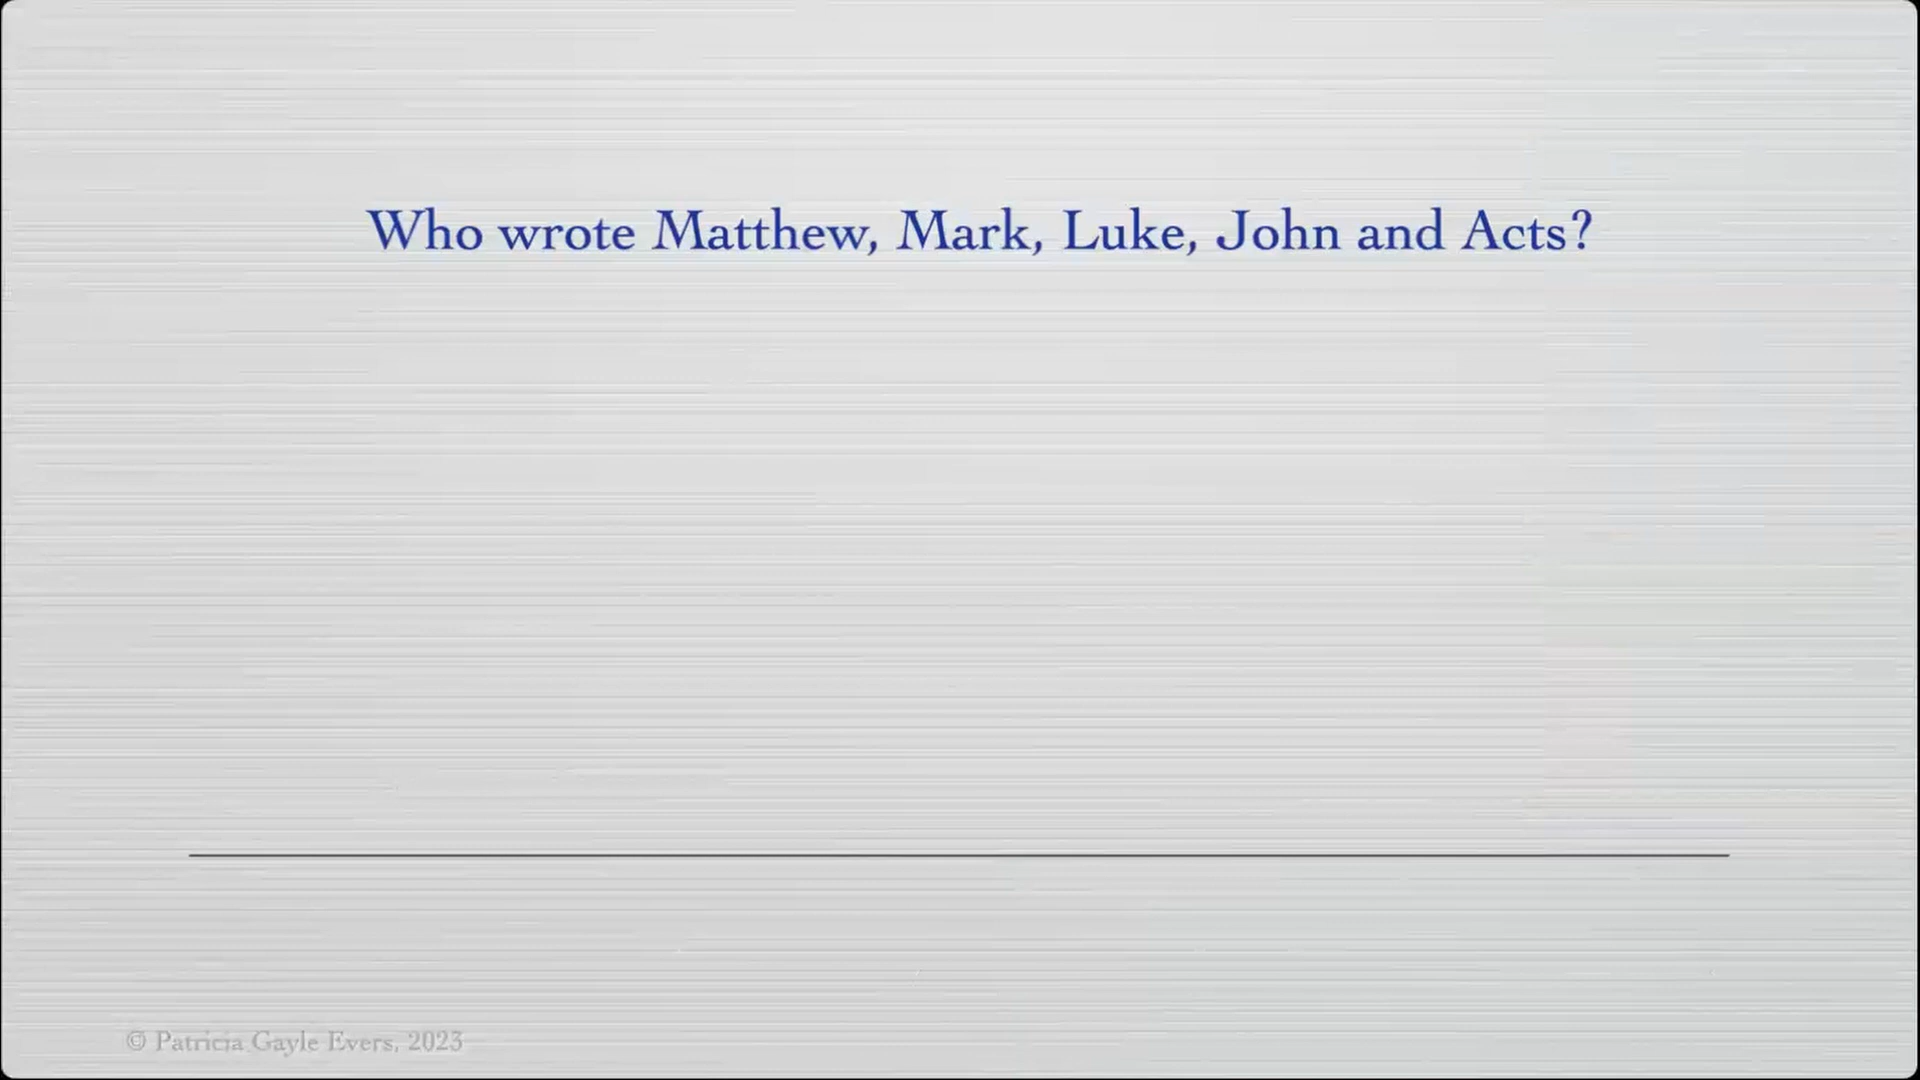 Who wrote Matthew, Mark, Luke, John and Acts?
© Patricia Gayle Evers, 2023